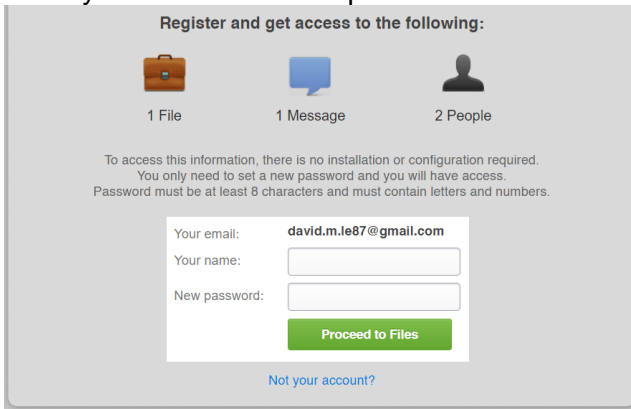 Register and get access to the following:
1 File
1 Message
2 People
To access this information, there is no installation or configuration required.
You only need to set a new password and you will have access.
Password must be at least 8 characters and must contain letters and numbers.
Your email: david.m.le87@gmail.com
Your name:
New password:
Proceed to Files
Not your account?